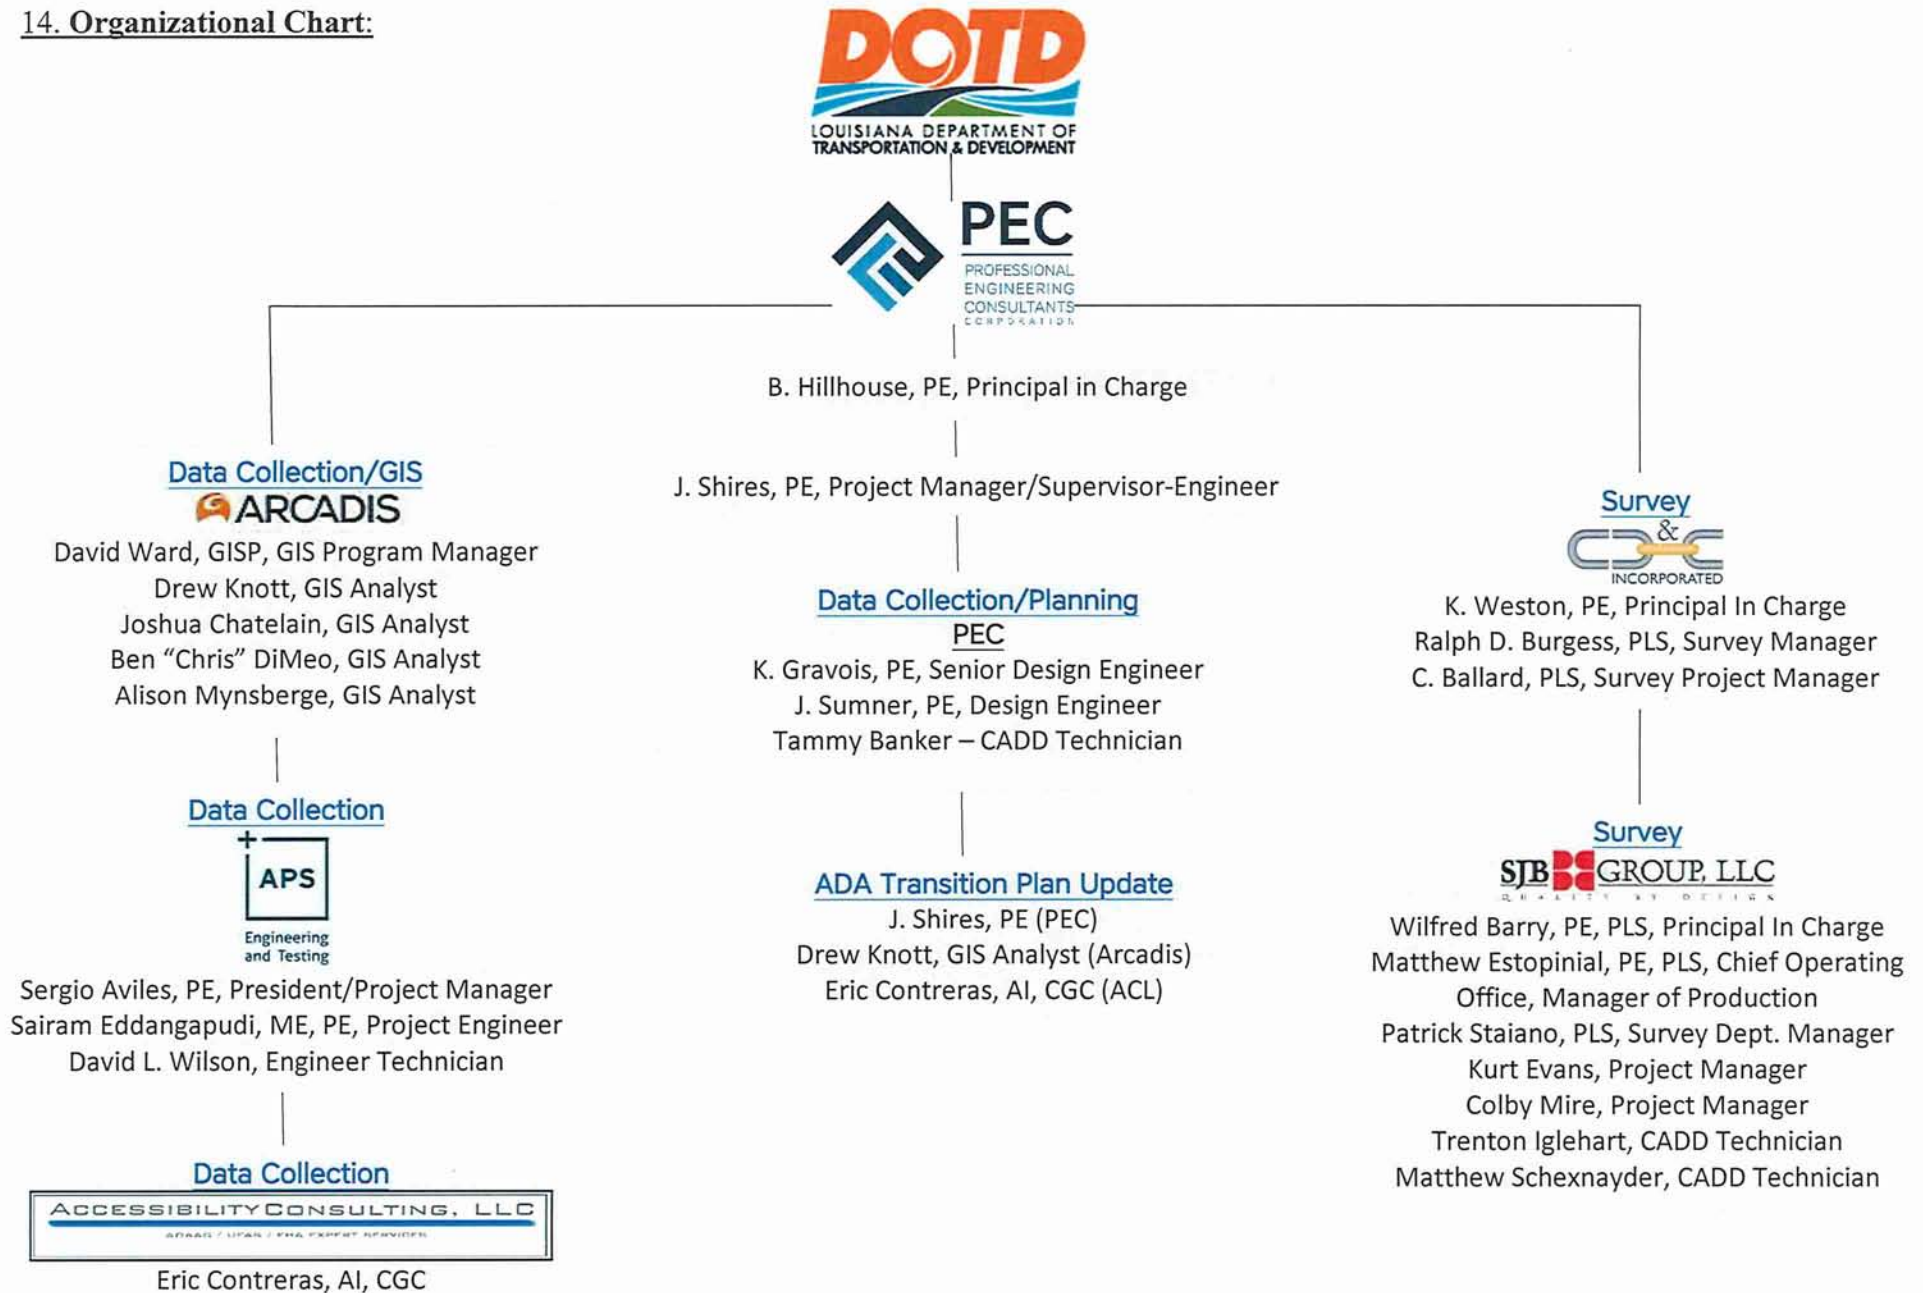 14. Organizational Chart:
DOTD
LOUISIANA DEPARTMENT OF
TRANSPORTATION & DEVELOPMENT
PEC
PROFESSIONAL
ENGINEERING
CONSULTANTS
CORPORATION
B. Hillhouse, PE, Principal in Charge
J. Shires, PE, Project Manager/Supervisor-Engineer
Data Collection/GIS
ARCADIS
David Ward, GISP, GIS Program Manager
Drew Knott, GIS Analyst
Joshua Chatelain, GIS Analyst
Ben “Chris” DiMeo, GIS Analyst
Alison Mynsberge, GIS Analyst
Data Collection
APS
Engineering
and Testing
Sergio Aviles, PE, President/Project Manager
Sairam Eddangapudi, ME, PE, Project Engineer
David L. Wilson, Engineer Technician
Data Collection
ACCESSIBILITY CONSULTING, LLC
ADAAG / UFAS / FHA EXPERT SERVICES
Eric Contreras, AI, CGC
Data Collection/Planning
PEC
K. Gravois, PE, Senior Design Engineer
J. Sumner, PE, Design Engineer
Tammy Banker – CADD Technician
ADA Transition Plan Update
J. Shires, PE (PEC)
Drew Knott, GIS Analyst (Arcadis)
Eric Contreras, AI, CGC (ACL)
Survey
C&C
INCORPORATED
K. Weston, PE, Principal In Charge
Ralph D. Burgess, PLS, Survey Manager
C. Ballard, PLS, Survey Project Manager
Survey
SJB GROUP, LLC
QUALITY BY DESIGN
Wilfred Barry, PE, PLS, Principal In Charge
Matthew Estopinial, PE, PLS, Chief Operating
Office, Manager of Production
Patrick Staiano, PLS, Survey Dept. Manager
Kurt Evans, Project Manager
Colby Mire, Project Manager
Trenton Iglehart, CADD Technician
Matthew Schexnayder, CADD Technician